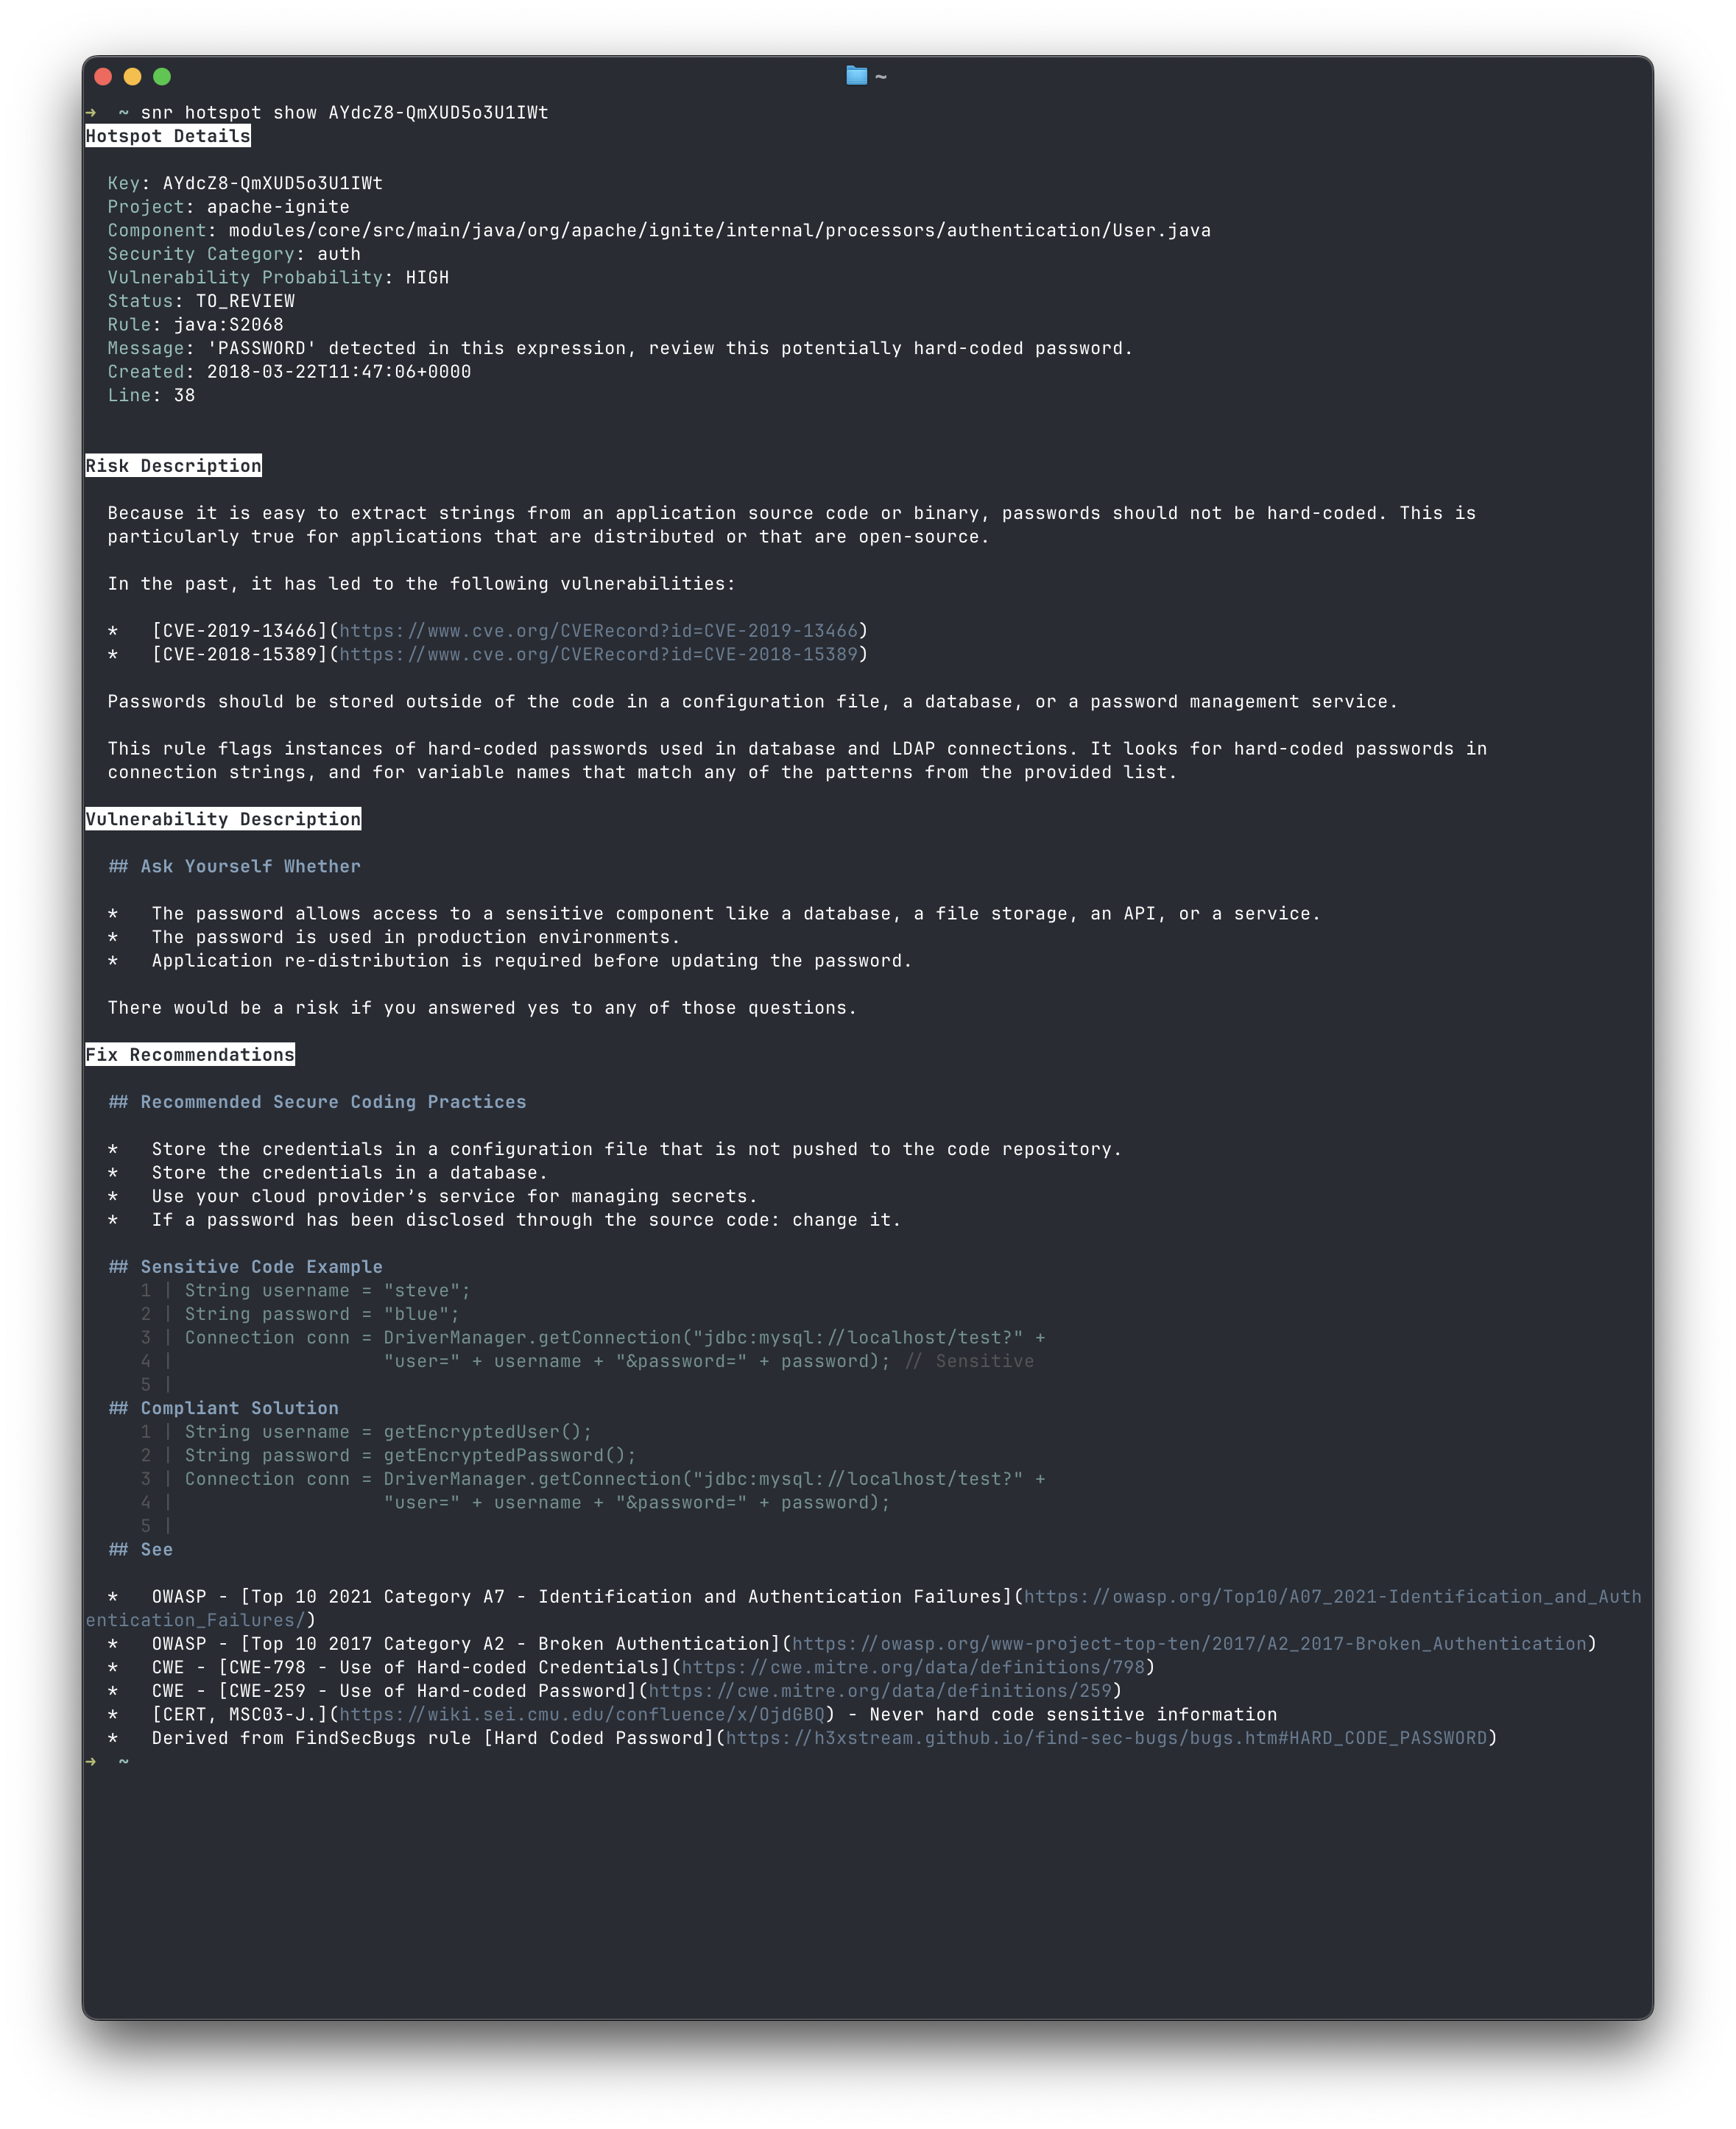 ~
→ ~ snr hotspot show AYdcZ8-QmXUD5o3U1IWt
Hotspot Details
Key: AYdcZ8-QmXUD5o3U1IWt
Project: apache-ignite
Component: modules/core/src/main/java/org/apache/ignite/internal/processors/authentication/User.java
Security Category: auth
Vulnerability Probability: HIGH
Status: TO_REVIEW
Rule: java:S2068
Message: 'PASSWORD' detected in this expression, review this potentially hard-coded password.
Created: 2018-03-22T11:47:06+0000
Line: 38
Risk Description
Because it is easy to extract strings from an application source code or binary, passwords should not be hard-coded. This is
particularly true for applications that are distributed or that are open-source.
In the past, it has led to the following vulnerabilities:
* [CVE-2019-13466](https://www.cve.org/CVERecord?id=CVE-2019-13466)
* [CVE-2018-15389](https://www.cve.org/CVERecord?id=CVE-2018-15389)
Passwords should be stored outside of the code in a configuration file, a database, or a password management service.
This rule flags instances of hard-coded passwords used in database and LDAP connections. It looks for hard-coded passwords in
connection strings, and for variable names that match any of the patterns from the provided list.
Vulnerability Description
## Ask Yourself Whether
* The password allows access to a sensitive component like a database, a file storage, an API, or a service.
* The password is used in production environments.
* Application re-distribution is required before updating the password.
There would be a risk if you answered yes to any of those questions.
Fix Recommendations
## Recommended Secure Coding Practices
* Store the credentials in a configuration file that is not pushed to the code repository.
* Store the credentials in a database.
* Use your cloud provider’s service for managing secrets.
* If a password has been disclosed through the source code: change it.
## Sensitive Code Example
1 | String username = "steve";
2 | String password = "blue";
3 | Connection conn = DriverManager.getConnection("jdbc:mysql://localhost/test?" +
4 | "user=" + username + "&password=" + password); // Sensitive
5 |
## Compliant Solution
1 | String username = getEncryptedUser();
2 | String password = getEncryptedPassword();
3 | Connection conn = DriverManager.getConnection("jdbc:mysql://localhost/test?" +
4 | "user=" + username + "&password=" + password);
5 |
## See
* OWASP - [Top 10 2021 Category A7 - Identification and Authentication Failures](https://owasp.org/Top10/A07_2021-Identification_and_Auth
entication_Failures/)
* OWASP - [Top 10 2017 Category A2 - Broken Authentication](https://owasp.org/www-project-top-ten/2017/A2_2017-Broken_Authentication)
* CWE - [CWE-798 - Use of Hard-coded Credentials](https://cwe.mitre.org/data/definitions/798)
* CWE - [CWE-259 - Use of Hard-coded Password](https://cwe.mitre.org/data/definitions/259)
* [CERT, MSC03-J.](https://wiki.sei.cmu.edu/confluence/x/OjdGBQ) - Never hard code sensitive information
* Derived from FindSecBugs rule [Hard Coded Password](https://h3xstream.github.io/find-sec-bugs/bugs.htm#HARD_CODE_PASSWORD)
→ ~